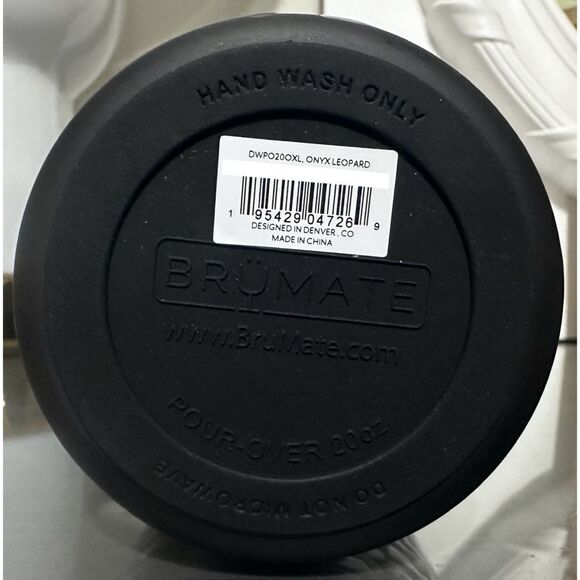 HAND WASH ONLY
DWPO20OXL, ONYX LEOPARD
1 95429 04726 9
DESIGNED IN DENVER, CO
MADE IN CHINA
BRÜMATE
www.BruMate.com
POUR-OVER 20oz
DO NOT MICROWAVE